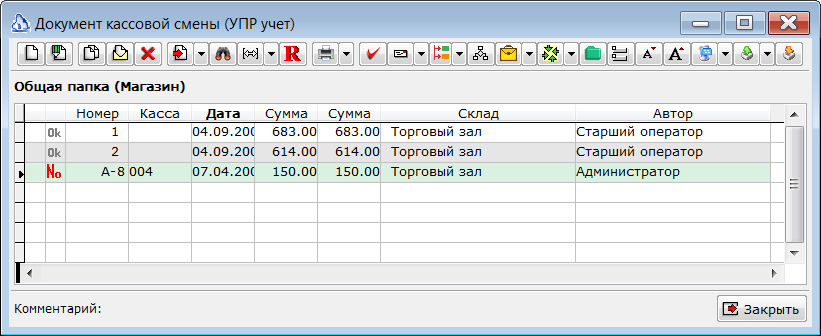 Документ кассовой смены (УПР учет)
R
Общая папка (Магазин)
Номер Касса Дата Сумма Сумма Склад Автор
Ok 1 04.09.200 683.00 683.00 Торговый зал Старший оператор
Ok 2 04.09.200 614.00 614.00 Торговый зал Старший оператор
No А-8 004 07.04.200 150.00 150.00 Торговый зал Администратор
Комментарий: Закрыть